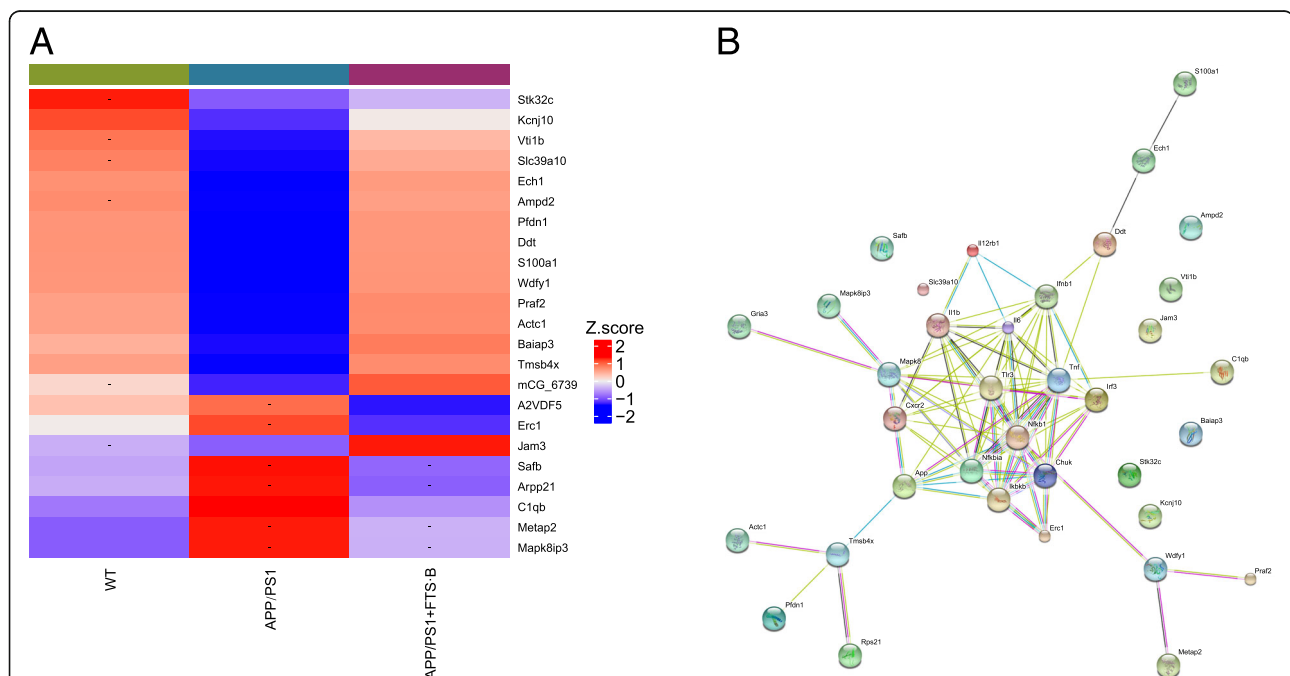 A
B
Stk32c
Kcnj10
Vti1b
Slc39a10
Ech1
Ampd2
Pfdn1
Ddt
S100a1
Wdfy1
Praf2
Actc1
Baiap3
Tmsb4x
mCG_6739
A2VDF5
Erc1
Jam3
Safb
Arpp21
C1qb
Metap2
Mapk8ip3
WT
APP/PS1
APP/PS1+FTS·B
Z.score
2
1
0
−1
−2
S100a1
Ech1
Ampd2
Ddt
Safb
Il12rb1
Vti1b
Slc39a10
Ifnb1
Mapk8ip3
Jam3
Gria3
Il1b
Il6
C1qb
Mapk8
Tlr3
Tnf
Irf3
Cxcr2
Baiap3
Nfkb1
Nfkbia
Chuk
Stk32c
App
Ikbkb
Kcnj10
Erc1
Actc1
Tmsb4x
Wdfy1
Praf2
Pfdn1
Rps21
Metap2